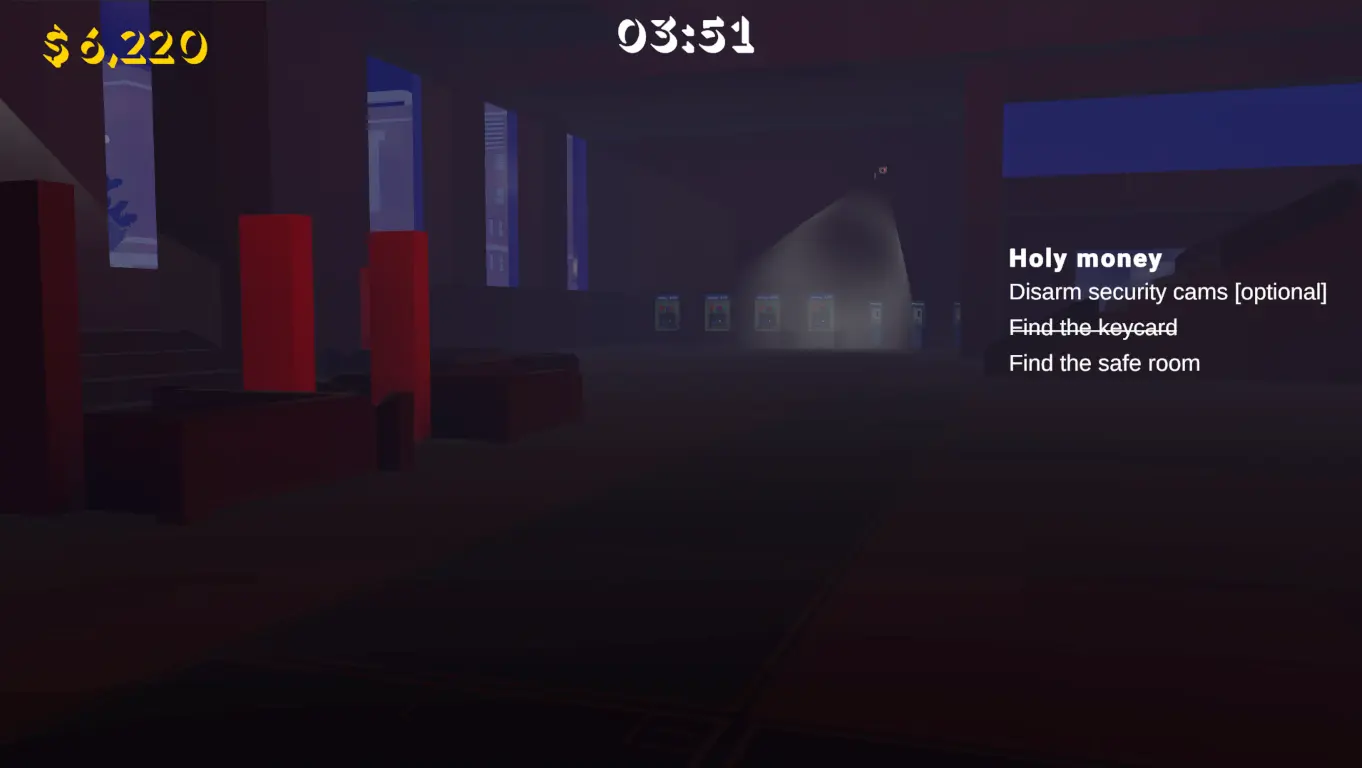 $ 6,220
03:51
Holy money
Disarm security cams [optional]
Find the keycard
Find the safe room